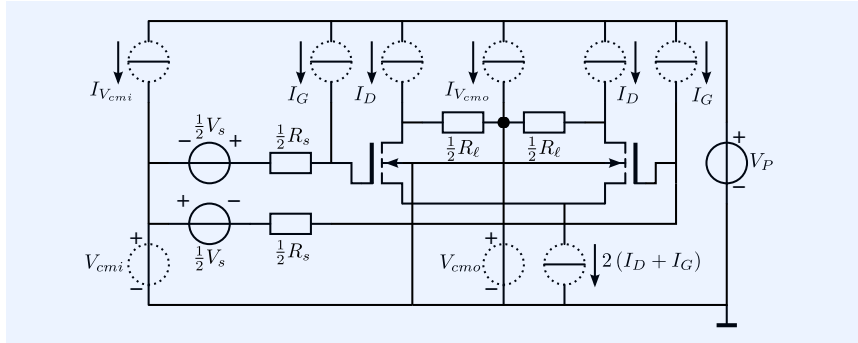 I_{V_{cmi}}
I_G
I_D
I_{V_{cmo}}
I_D
I_G
½V_s
− +
½R_s
½R_ℓ
½R_ℓ
+
V_P
−
+ −
½V_s
½R_s
+
V_{cmi}
−
+
V_{cmo}
−
2 (I_D + I_G)